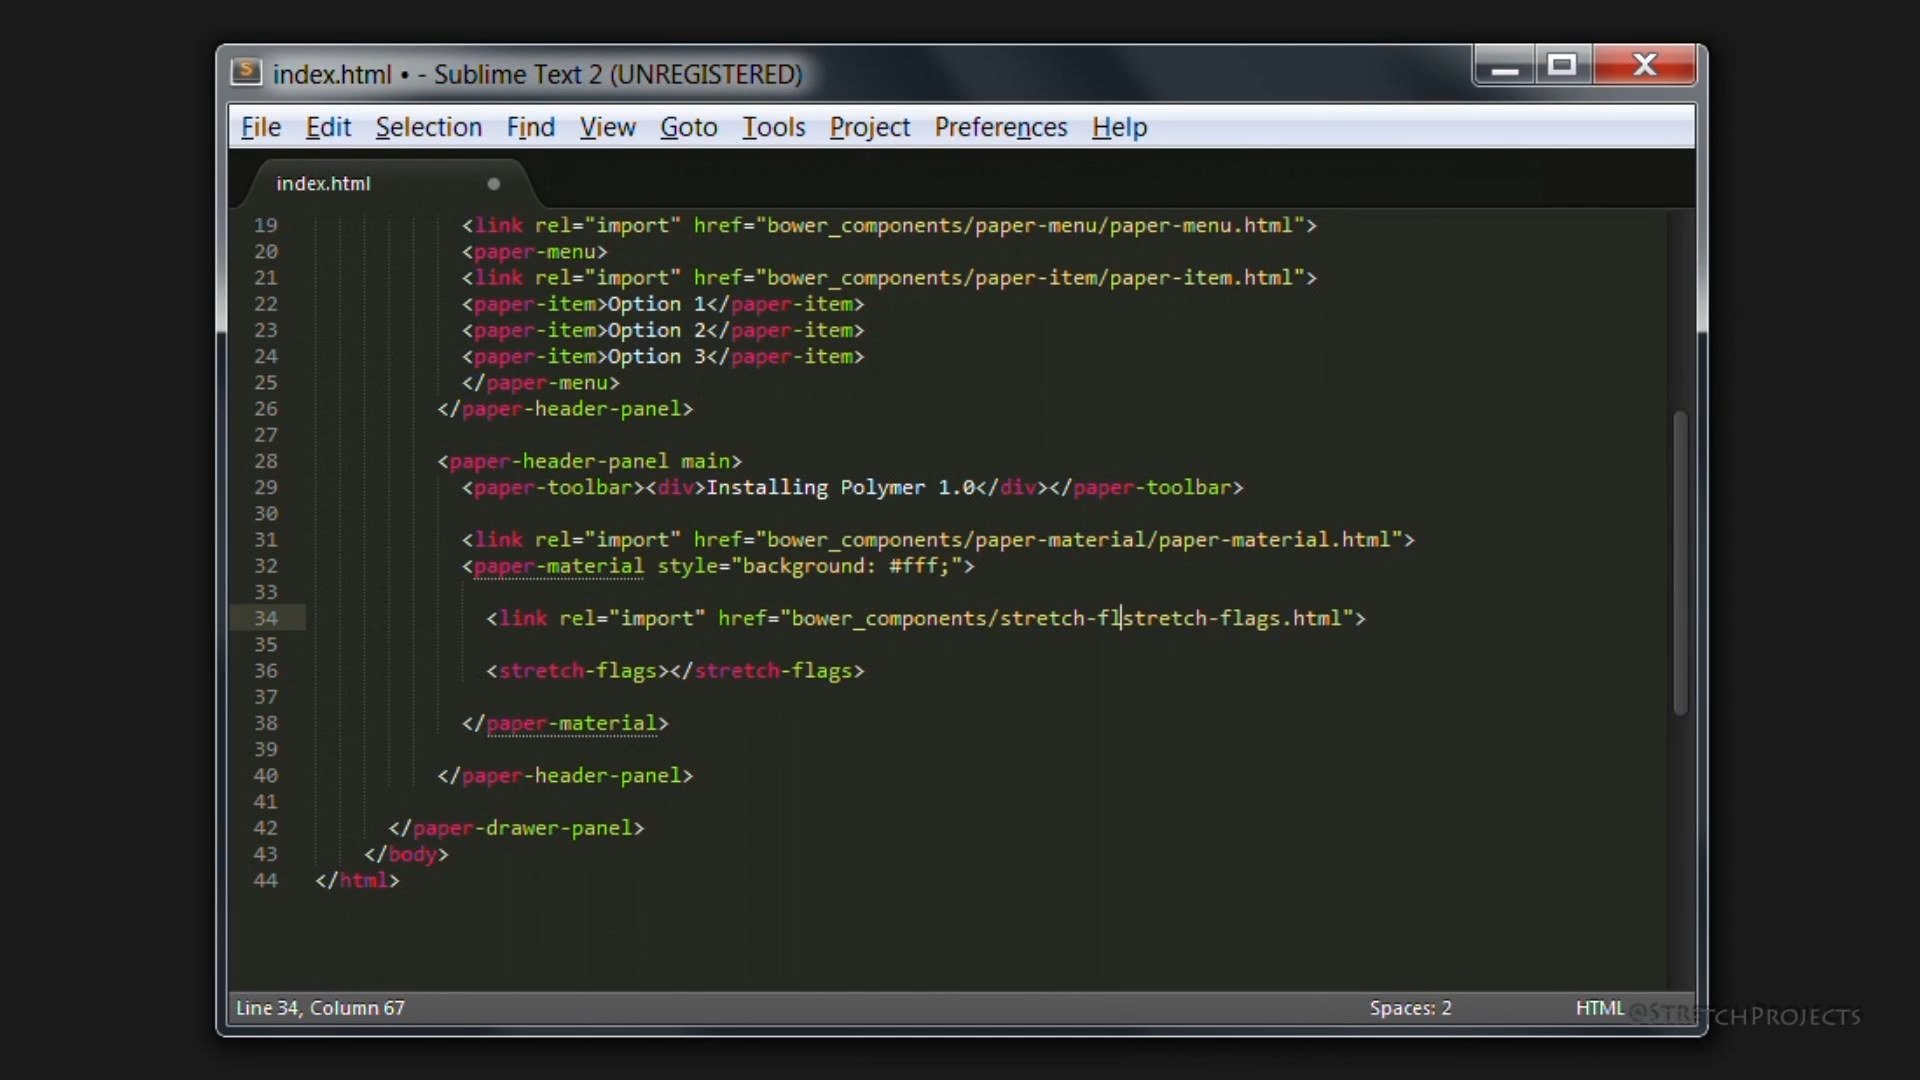 index.html • - Sublime Text 2 (UNREGISTERED)
File Edit Selection Find View Goto Tools Project Preferences Help
index.html
19 <link rel="import" href="bower_components/paper-menu/paper-menu.html">
20 <paper-menu>
21 <link rel="import" href="bower_components/paper-item/paper-item.html">
22 <paper-item>Option 1</paper-item>
23 <paper-item>Option 2</paper-item>
24 <paper-item>Option 3</paper-item>
25 </paper-menu>
26 </paper-header-panel>
27
28 <paper-header-panel main>
29 <paper-toolbar><div>Installing Polymer 1.0</div></paper-toolbar>
30
31 <link rel="import" href="bower_components/paper-material/paper-material.html">
32 <paper-material style="background: #fff;">
33
34 <link rel="import" href="bower_components/stretch-flstretch-flags.html">
35
36 <stretch-flags></stretch-flags>
37
38 </paper-material>
39
40 </paper-header-panel>
41
42 </paper-drawer-panel>
43 </body>
44 </html>
Line 34, Column 67 Spaces: 2 HTML
@StretchProjects